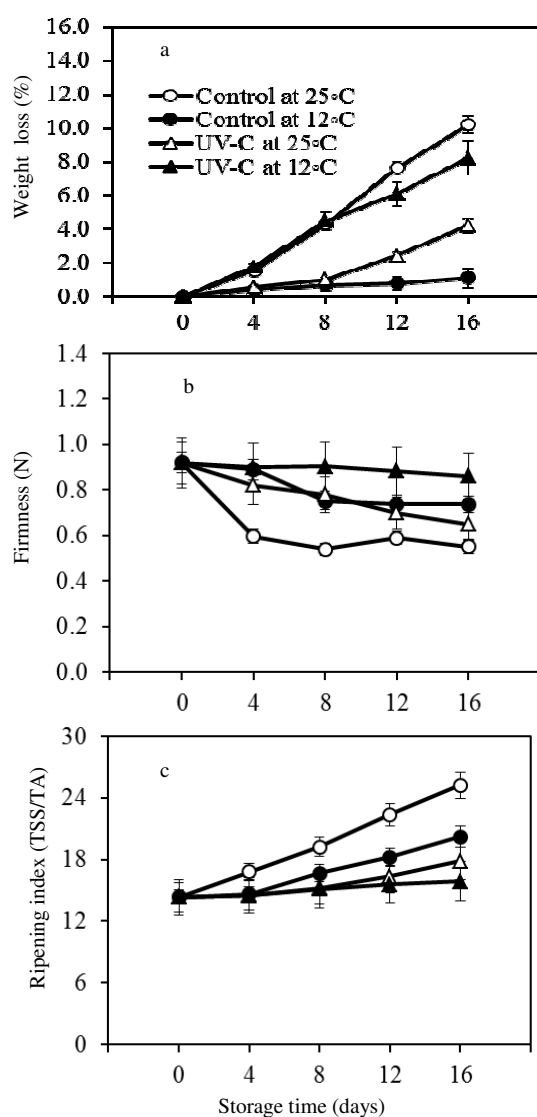 a
16.0
14.0
12.0
10.0
8.0
6.0
4.0
2.0
0.0
Weight loss (%)
Control at 25◦C
Control at 12◦C
UV-C at 25◦C
UV-C at 12◦C
0 4 8 12 16
b
1.4
1.2
1.0
0.8
0.6
0.4
0.2
0.0
Firmness (N)
0 4 8 12 16
c
30
24
18
12
6
0
Ripening index (TSS/TA)
0 4 8 12 16
Storage time (days)